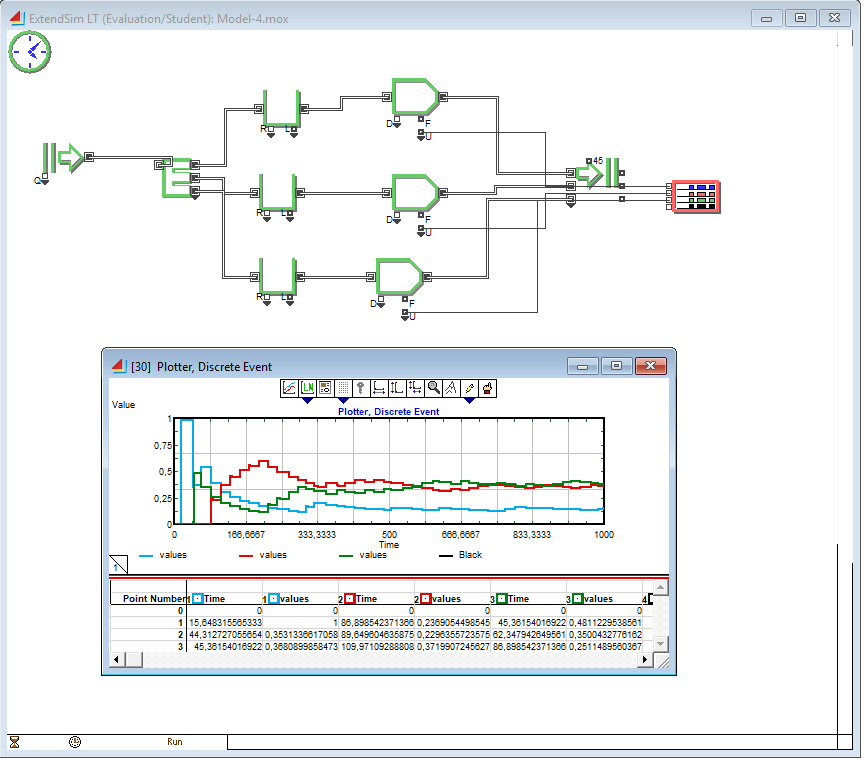 ExtendSim LT (Evaluation/Student): Model-4.mox
Q
R L
D F
U
45
R L
D F
U
R L
D F
U
[30] Plotter, Discrete Event
LN
Value
Plotter, Discrete Event
1
0,75
0,5
0,25
0
0 166,6667 333,3333 500 666,6667 833,3333 1000
Time
values values values Black
1
Point Number 1 Time 1 values 2 Time 2 values 3 Time 3 values 4
0 0 0 0 0 0 0
1 15,648315565333 1 86,898542371366 0,2369054498545 45,36154016922 0,4811229538561
2 44,312727055654 0,3531336617058 89,649604635875 0,2296355723575 62,347942649561 0,3500432776162
3 45,36154016922 0,3680899858473 109,97109288808 0,3719907245627 86,898542371366 0,2511489560367
Run